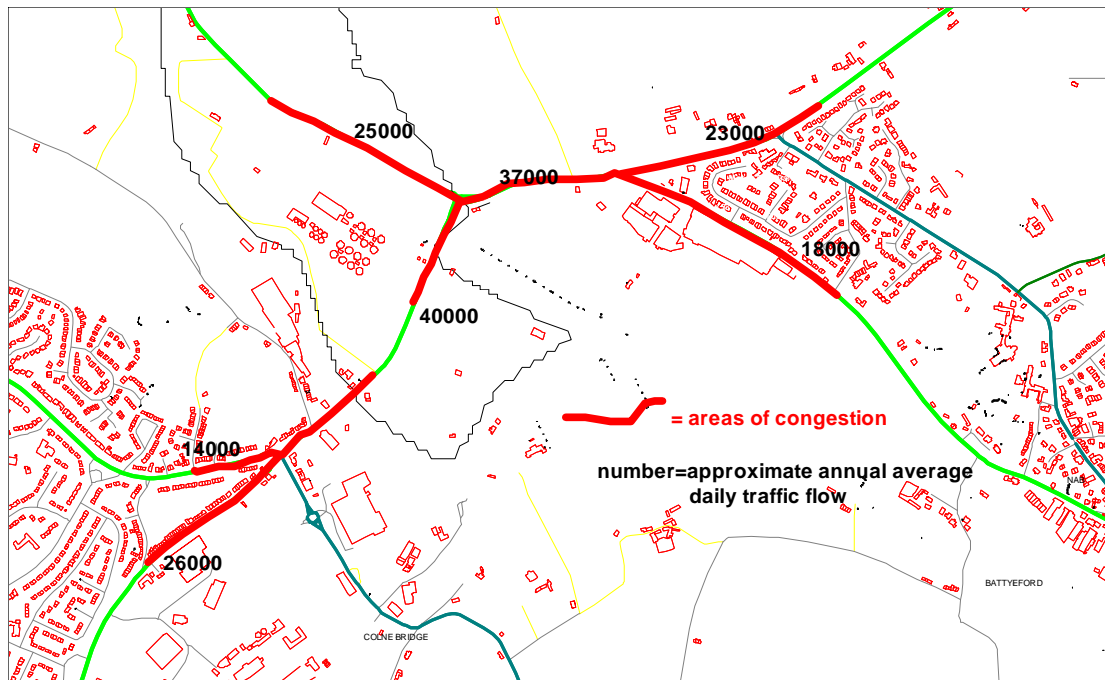 25000
23000
37000
18000
40000
= areas of congestion
14000
number=approximate annual average
daily traffic flow
NAB
26000
BATTYEFORD
COLNE BRIDGE